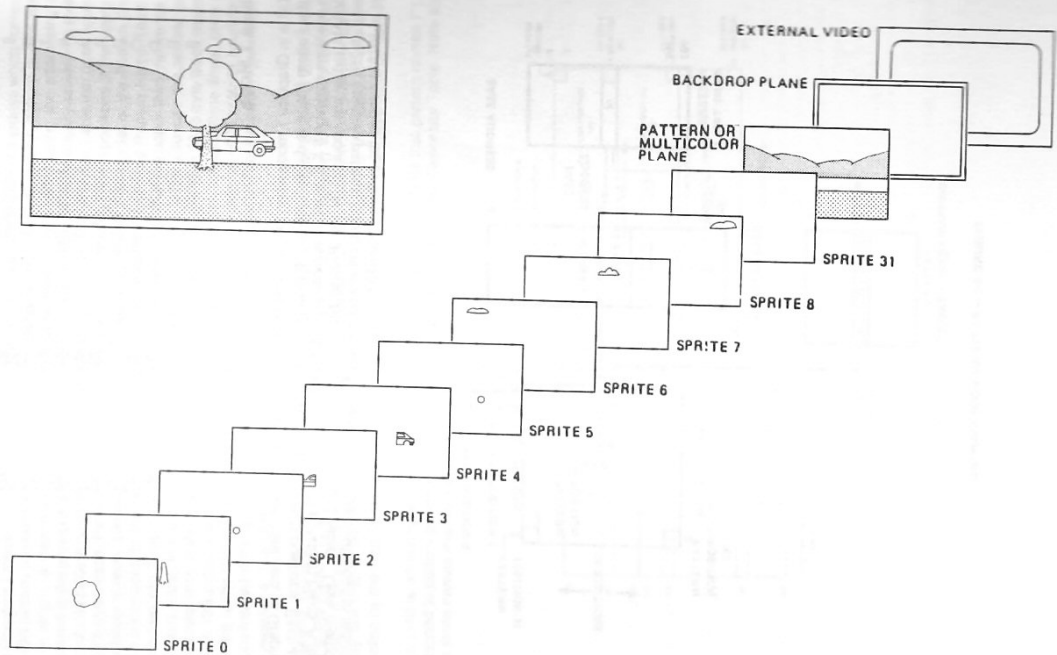 EXTERNAL VIDEO
BACKDROP PLANE
PATTERN OR
MULTICOLOR
PLANE
SPRITE 31
SPRITE 8
SPRITE 7
SPRITE 6
SPRITE 5
SPRITE 4
SPRITE 3
SPRITE 2
SPRITE 1
SPRITE 0